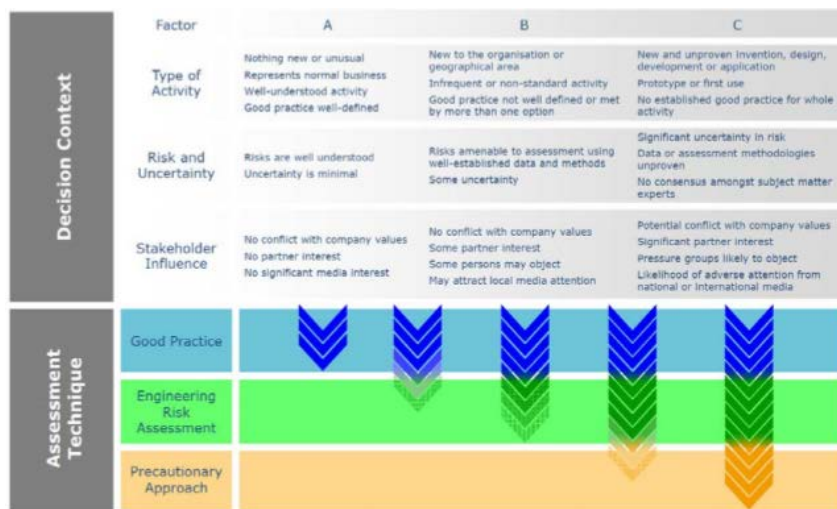 Factor
A
B
C
Decision Context
Type of
Activity
Nothing new or unusual
Represents normal business
Well-understood activity
Good practice well-defined
New to the organisation or
geographical area
Infrequent or non-standard activity
Good practice not well defined or met
by more than one option
New and unproven invention, design,
development or application
Prototype or first use
No established good practice for whole
activity
Risk and
Uncertainty
Risks are well understood
Uncertainty is minimal
Risks amenable to assessment using
well-established data and methods
Some uncertainty
Significant uncertainty in risk
Data or assessment methodologies
unproven
No consensus amongst subject matter
experts
Stakeholder
Influence
No conflict with company values
No partner interest
No significant media interest
No conflict with company values
Some partner interest
Some persons may object
May attract local media attention
Potential conflict with company values
Significant partner interest
Pressure groups likely to object
Likelihood of adverse attention from
national or international media
Assessment
Technique
Good Practice
Engineering
Risk
Assessment
Precautionary
Approach